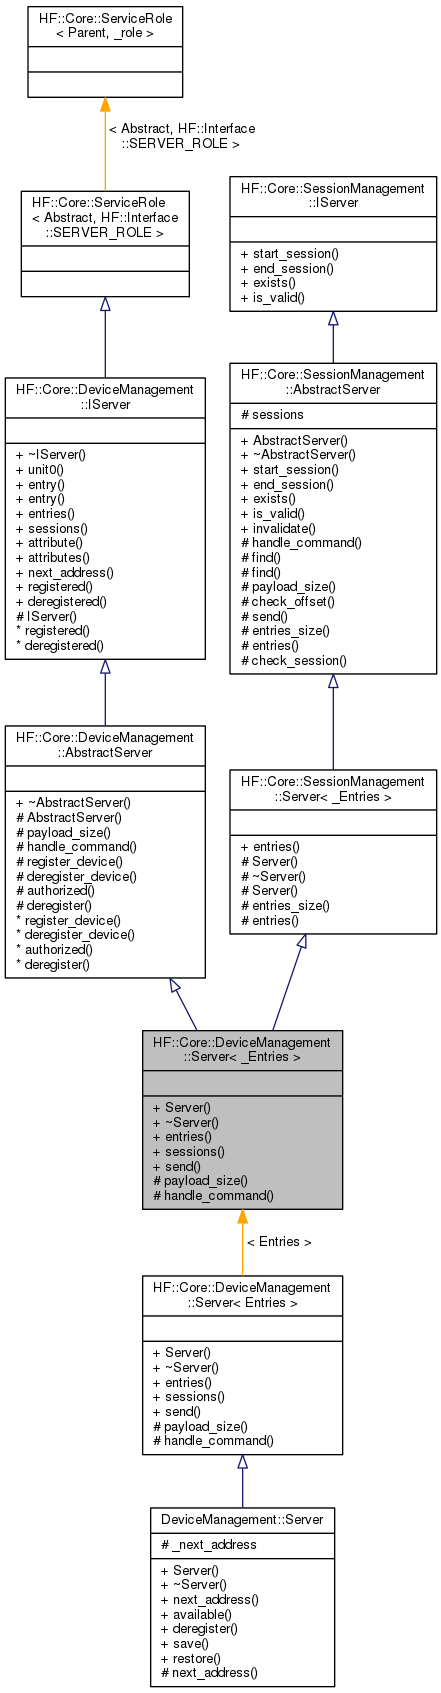 HF::Core::ServiceRole
< Parent, _role >
< Abstract, HF::Interface
::SERVER_ROLE >
HF::Core::ServiceRole
< Abstract, HF::Interface
::SERVER_ROLE >
HF::Core::SessionManagement
::IServer
+ start_session()
+ end_session()
+ exists()
+ is_valid()
HF::Core::DeviceManagement
::IServer
+ ~IServer()
+ unit0()
+ entry()
+ entry()
+ entries()
+ sessions()
+ attribute()
+ attributes()
+ next_address()
+ registered()
+ deregistered()
# IServer()
* registered()
* deregistered()
HF::Core::SessionManagement
::AbstractServer
# sessions
+ AbstractServer()
+ ~AbstractServer()
+ start_session()
+ end_session()
+ exists()
+ is_valid()
+ invalidate()
# handle_command()
# find()
# find()
# payload_size()
# check_offset()
# send()
# entries_size()
# entries()
# check_session()
HF::Core::DeviceManagement
::AbstractServer
+ ~AbstractServer()
# AbstractServer()
# payload_size()
# handle_command()
# register_device()
# deregister_device()
# authorized()
# deregister()
* register_device()
* deregister_device()
* authorized()
* deregister()
HF::Core::SessionManagement
::Server< _Entries >
+ entries()
# Server()
# ~Server()
# Server()
# entries_size()
# entries()
HF::Core::DeviceManagement
::Server< _Entries >
+ Server()
+ ~Server()
+ entries()
+ sessions()
+ send()
# payload_size()
# handle_command()
< Entries >
HF::Core::DeviceManagement
::Server< Entries >
+ Server()
+ ~Server()
+ entries()
+ sessions()
+ send()
# payload_size()
# handle_command()
DeviceManagement::Server
# _next_address
+ Server()
+ ~Server()
+ next_address()
+ available()
+ deregister()
+ save()
+ restore()
# next_address()